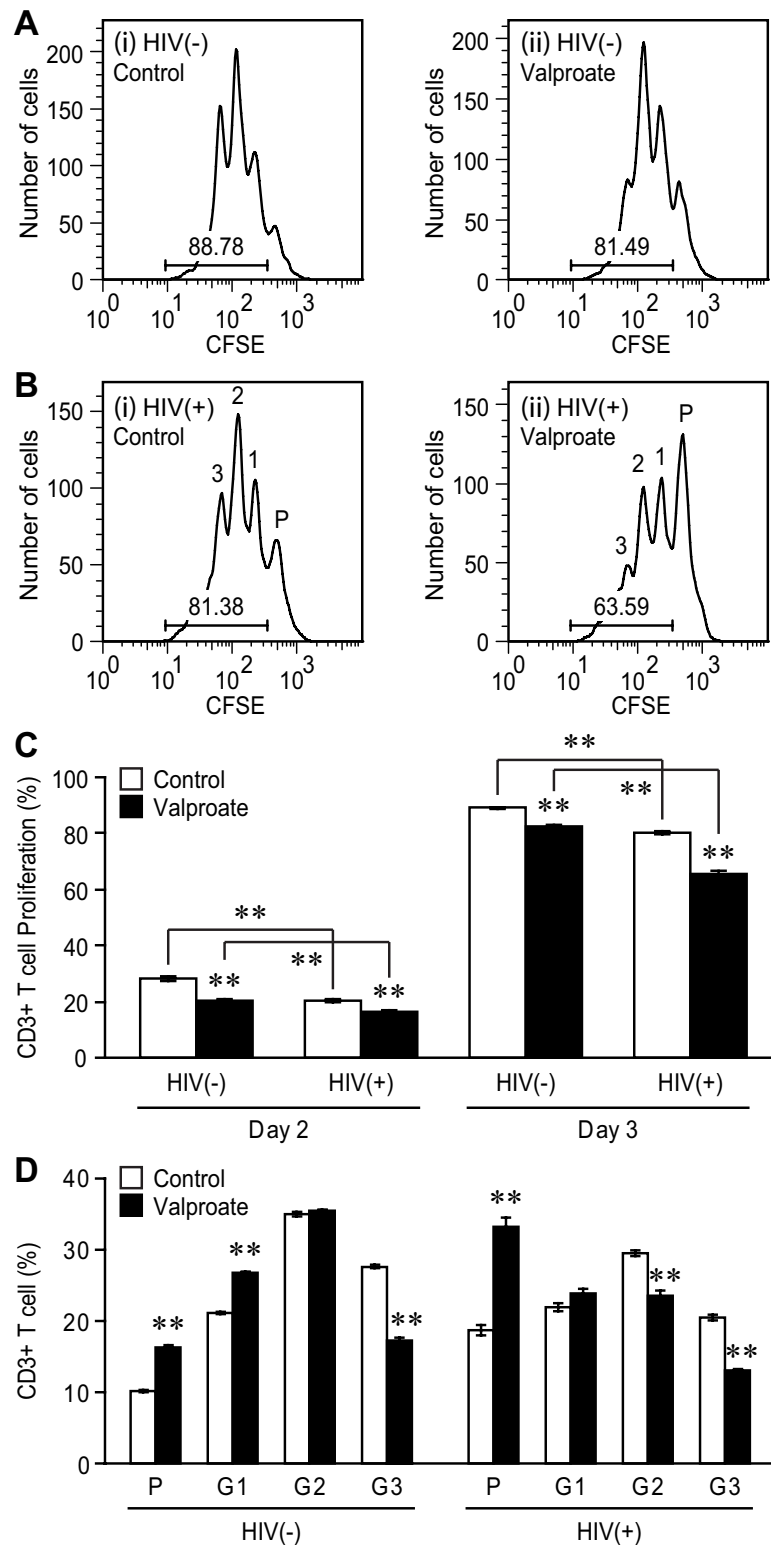 A
(i) HIV(-)
Control
(ii) HIV(-)
Valproate
Number of cells
200
150
100
50
0
88.78
10^0 10^1 10^2 10^3
CFSE
Number of cells
200
150
100
50
0
81.49
10^0 10^1 10^2 10^3
CFSE
B
(i) HIV(+)
Control
(ii) HIV(+)
Valproate
Number of cells
150
100
50
0
3 2 1 P
81.38
10^0 10^1 10^2 10^3
CFSE
Number of cells
150
100
50
0
3 2 1 P
63.59
10^0 10^1 10^2 10^3
CFSE
C
Control
Valproate
CD3+ T cell Proliferation (%)
100
80
60
40
20
0
** ** ** **
** ** ** **
HIV(-) HIV(+) HIV(-) HIV(+)
Day 2 Day 3
D
Control
Valproate
CD3+ T cell (%)
40
30
20
10
0
** ** ** ** ** **
P G1 G2 G3 P G1 G2 G3
HIV(-) HIV(+)